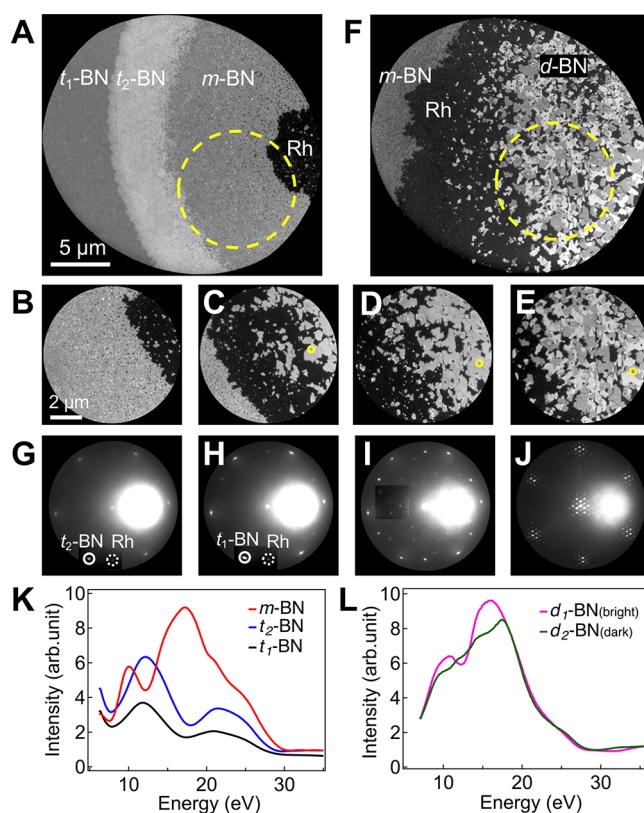 A
t₁-BN
t₂-BN
m-BN
Rh
5 μm
F
m-BN
Rh
d-BN
B
2 μm
C
D
E
G
t₂-BN Rh
H
t₁-BN Rh
I
J
K
Intensity (arb.unit)
10
8
6
4
2
0
m-BN
t₂-BN
t₁-BN
10 20 30
Energy (eV)
L
Intensity (arb.unit)
10
8
6
4
2
0
d₁-BN(bright)
d₂-BN(dark)
10 20 30
Energy (eV)